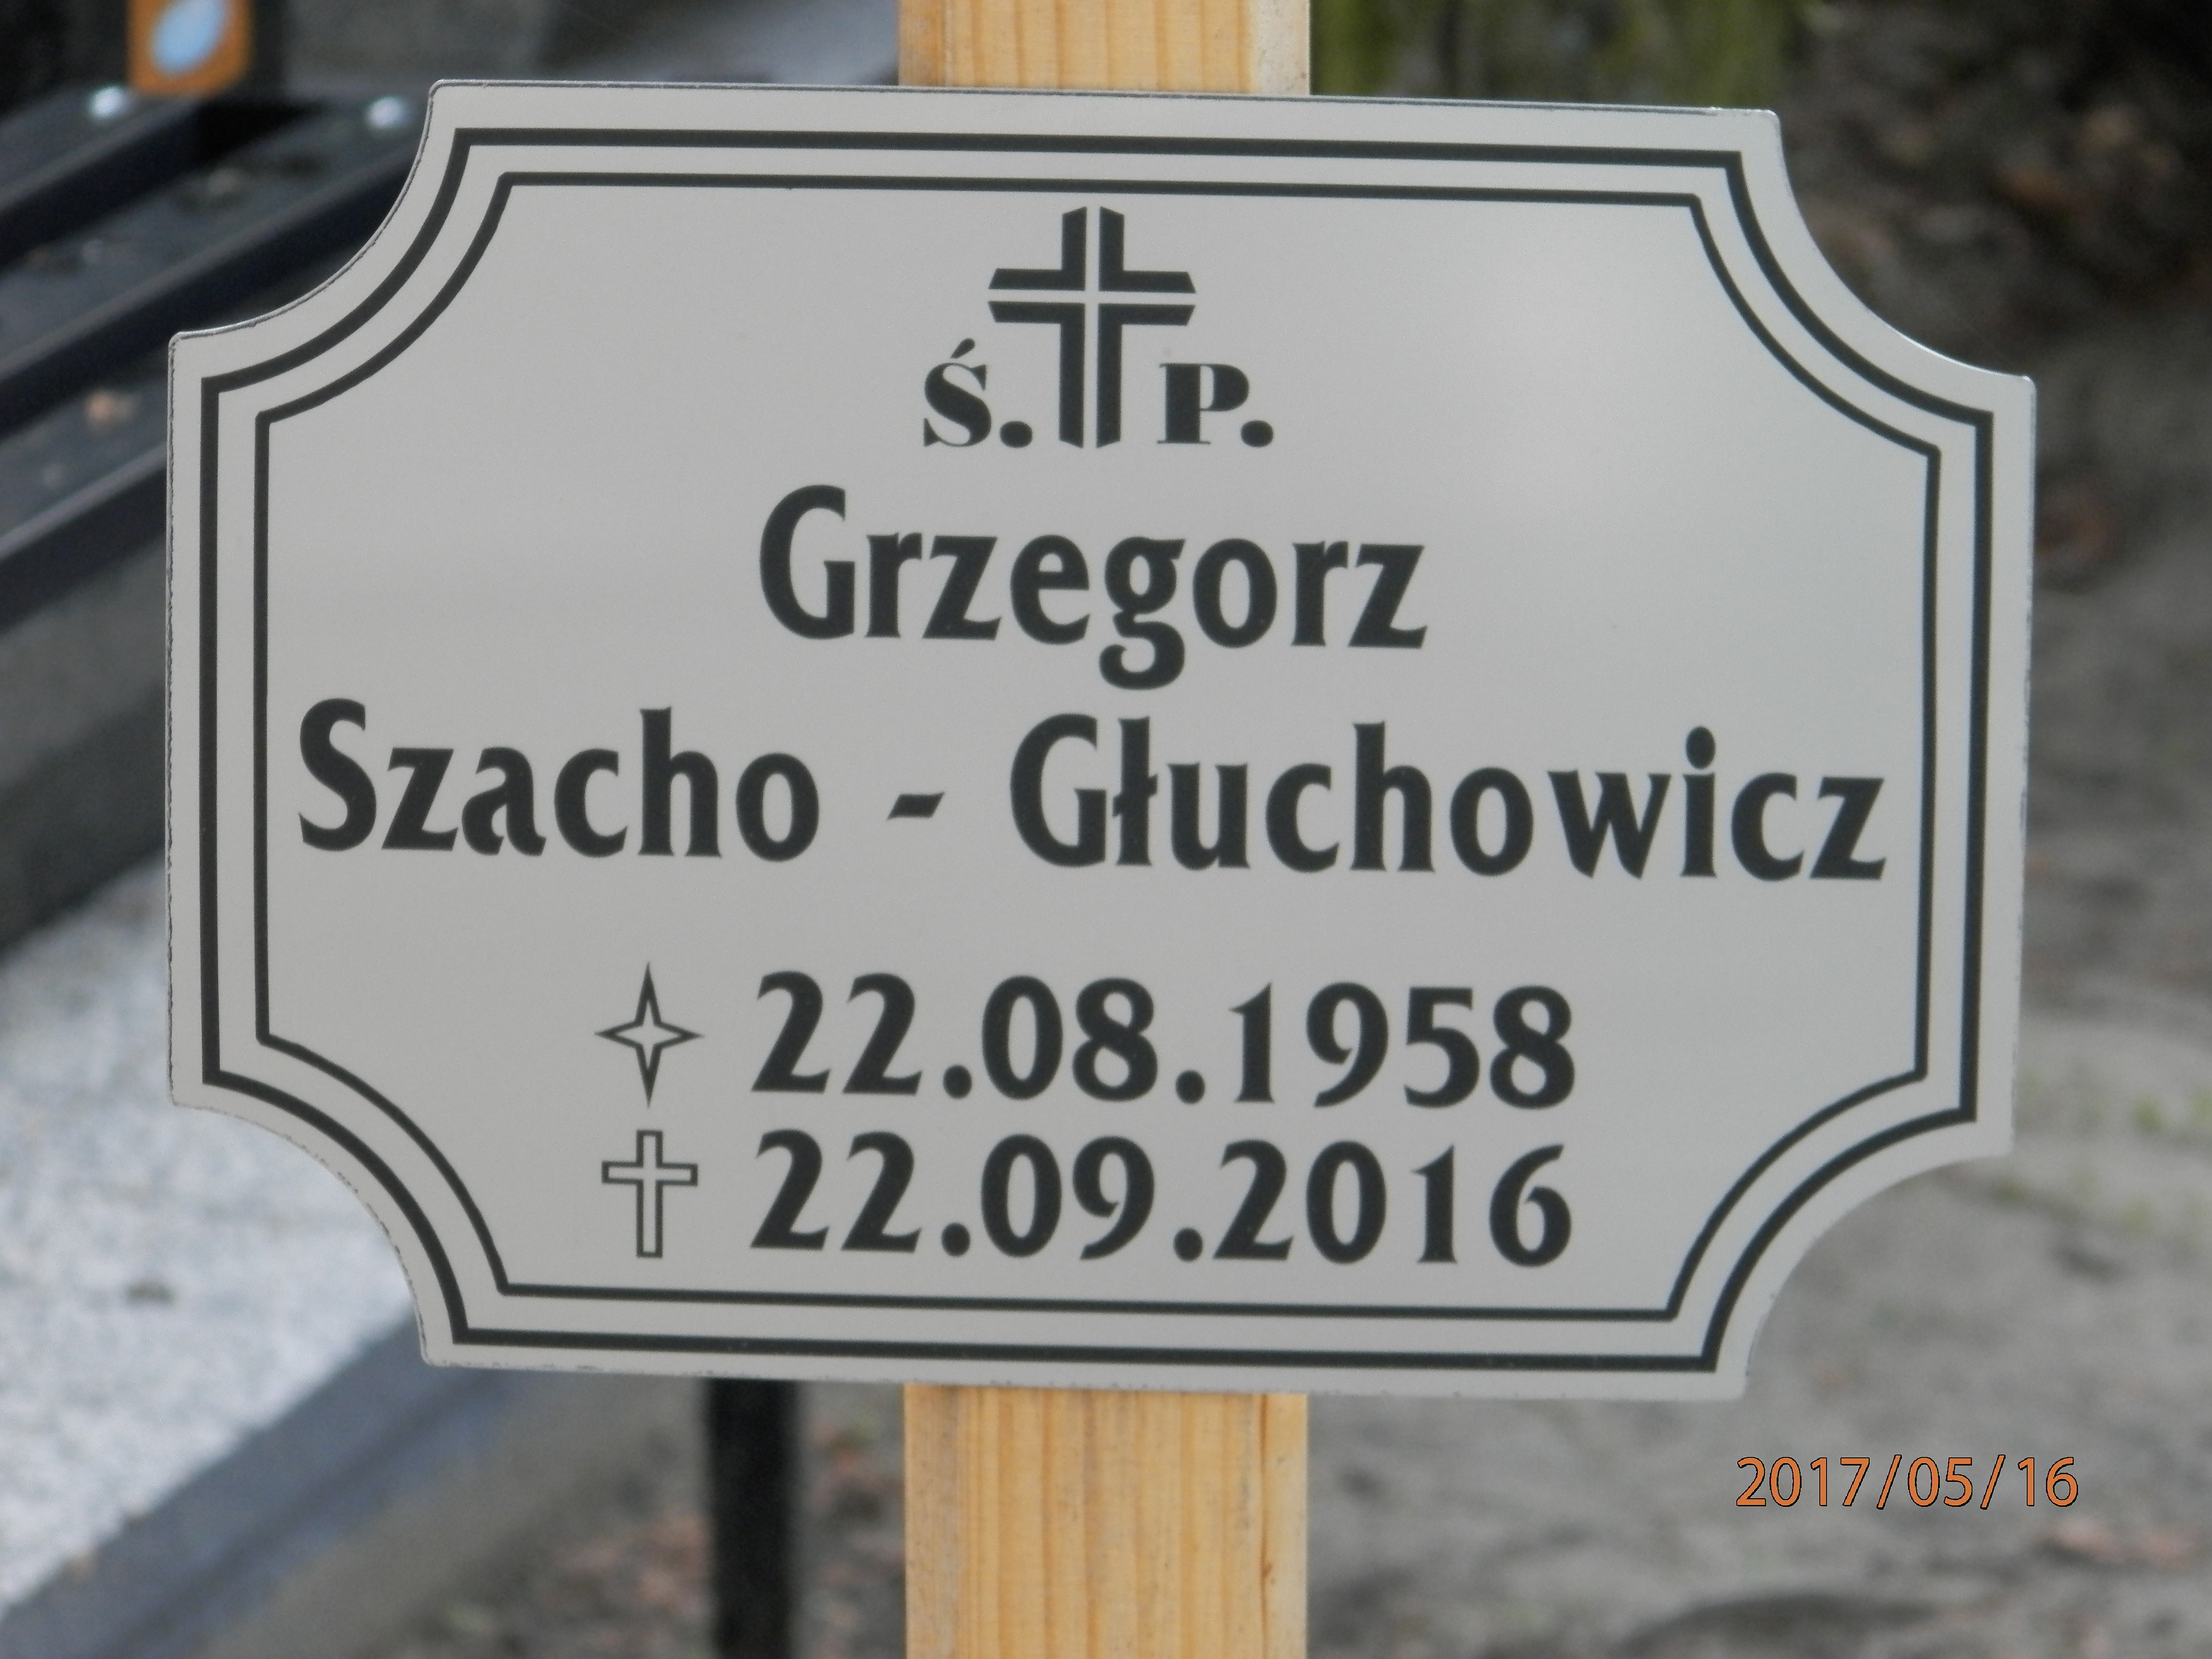 Ś. P.
Grzegorz
Szacho - Głuchowicz
22.08.1958
22.09.2016
2017/05/16